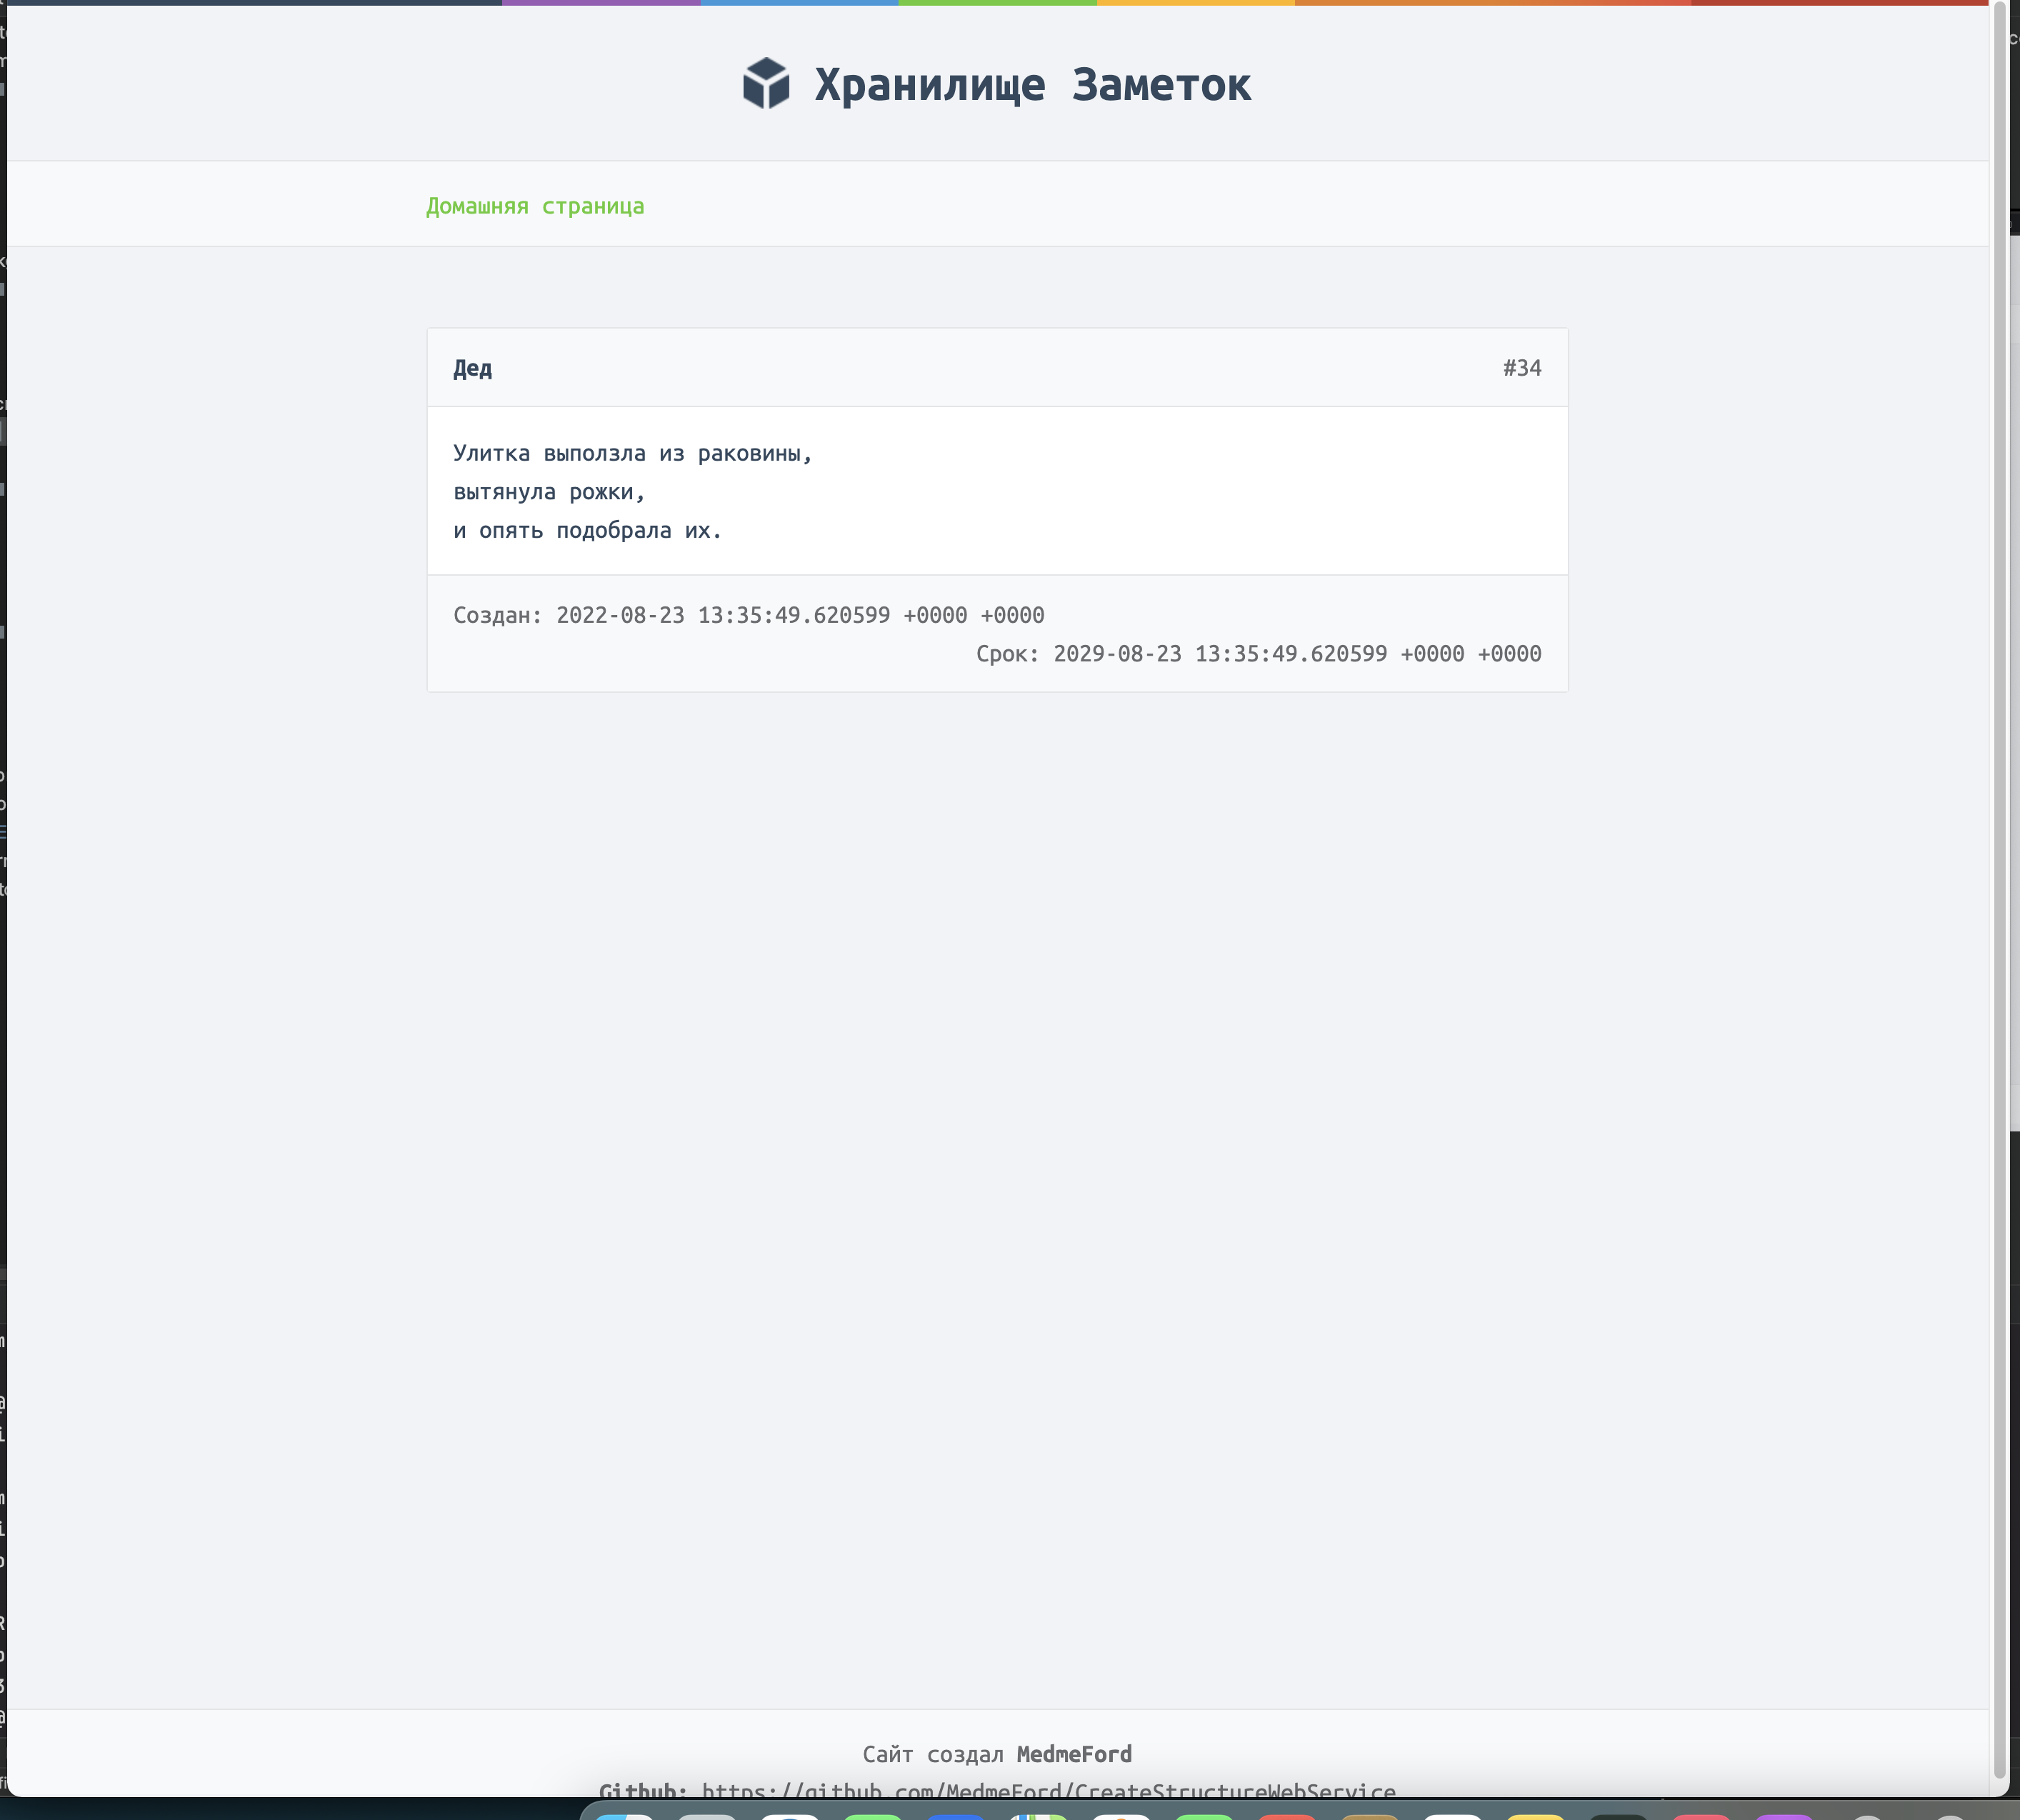 Хранилище Заметок
Домашняя страница
Дед #34
Улитка выползла из раковины,
вытянула рожки,
и опять подобрала их.
Создан: 2022-08-23 13:35:49.620599 +0000 +0000
Срок: 2029-08-23 13:35:49.620599 +0000 +0000
Сайт создал MedmeFord
Github: https://github.com/MedmeFord/CreateStructureWebService